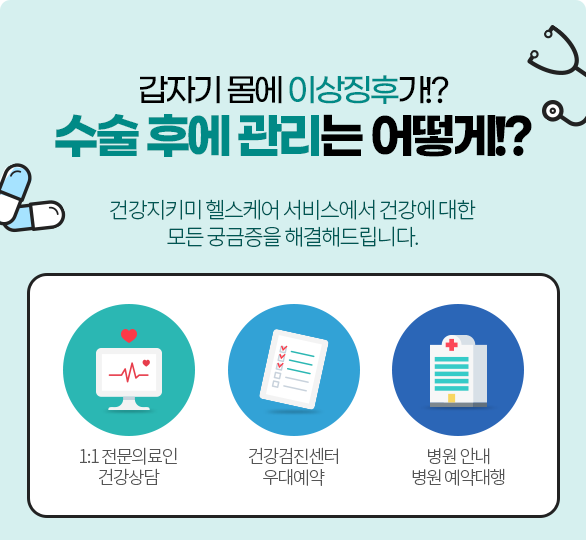 갑자기 몸에 이상징후가!?
수술 후에 관리는 어떻게!?
건강지키미 헬스케어 서비스에서 건강에 대한
모든 궁금증을 해결해드립니다.
1:1 전문의료인
건강상담
건강검진센터
우대예약
병원 안내
병원 예약대행